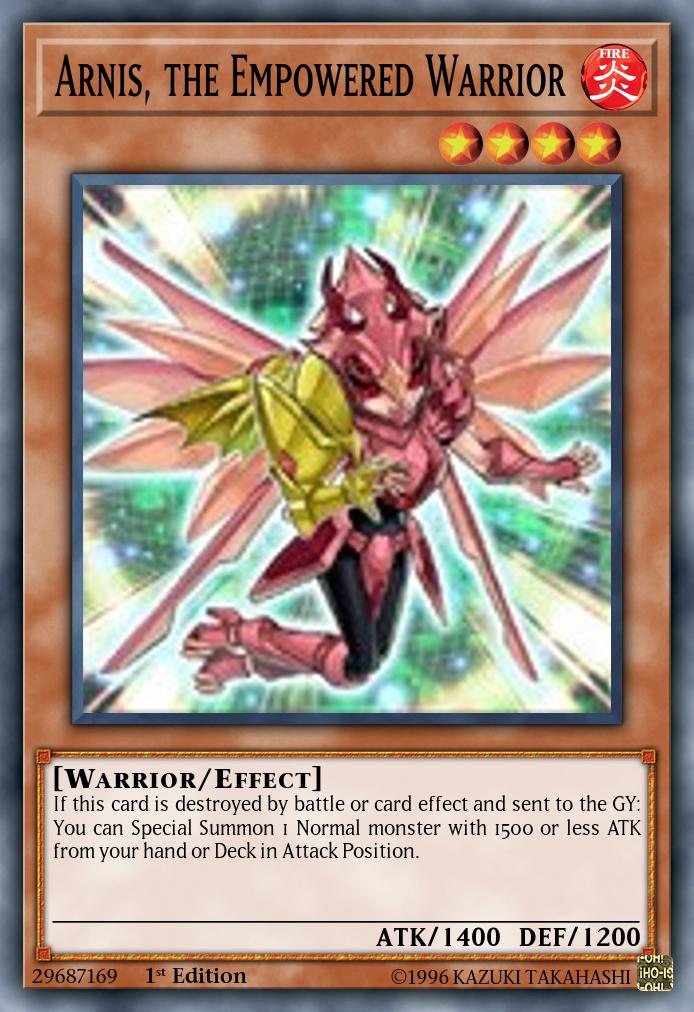 Arnis, the Empowered Warrior
FIRE
炎
[Warrior/Effect]
If this card is destroyed by battle or card effect and sent to the GY:
You can Special Summon 1 Normal monster with 1500 or less ATK
from your hand or Deck in Attack Position.
ATK/1400 DEF/1200
29687169 1st Edition ©1996 KAZUKI TAKAHASHI